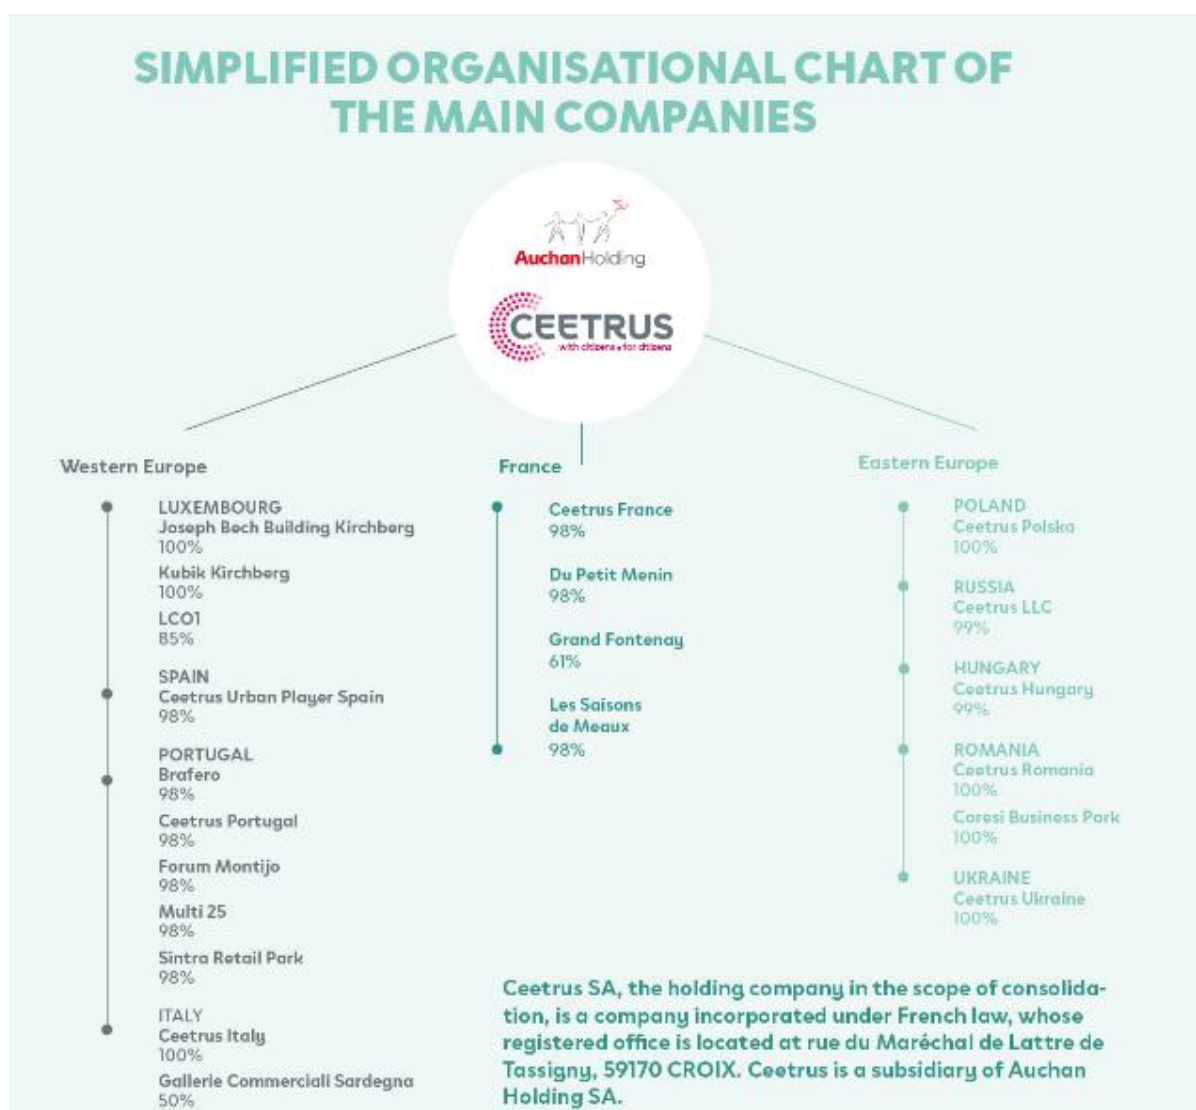 SIMPLIFIED ORGANISATIONAL CHART OF
THE MAIN COMPANIES
AuchanHolding
CEETRUS
with citizens • for citizens
Western Europe
LUXEMBOURG
Joseph Bech Building Kirchberg
100%
Kubik Kirchberg
100%
LCO1
85%
SPAIN
Ceetrus Urban Player Spain
98%
PORTUGAL
Brafero
98%
Ceetrus Portugal
98%
Forum Montijo
98%
Multi 25
98%
Sintra Retail Park
98%
ITALY
Ceetrus Italy
100%
Gallerie Commerciali Sardegna
50%
France
Ceetrus France
98%
Du Petit Menin
98%
Grand Fontenay
61%
Les Saisons
de Meaux
98%
Eastern Europe
POLAND
Ceetrus Polska
100%
RUSSIA
Ceetrus LLC
99%
HUNGARY
Ceetrus Hungary
99%
ROMANIA
Ceetrus Romania
100%
Coresi Business Park
100%
UKRAINE
Ceetrus Ukraine
100%
Ceetrus SA, the holding company in the scope of consolida-
tion, is a company incorporated under French law, whose
registered office is located at rue du Maréchal de Lattre de
Tassigny, 59170 CROIX. Ceetrus is a subsidiary of Auchan
Holding SA.